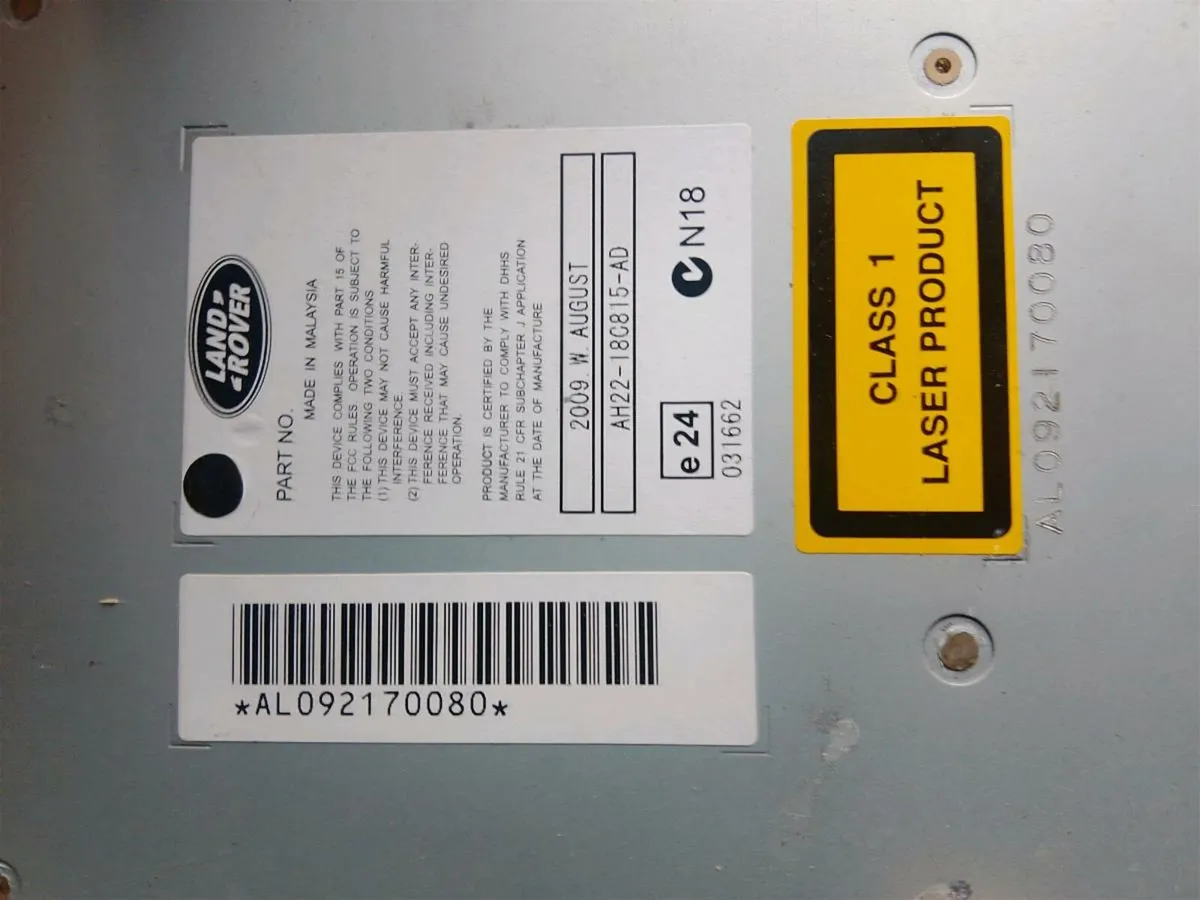 LAND
ROVER
PART NO.
MADE IN MALAYSIA
THIS DEVICE COMPLIES WITH PART 15 OF
THE FCC RULES OPERATION IS SUBJECT TO
THE FOLLOWING TWO CONDITIONS
(1) THIS DEVICE MAY NOT CAUSE HARMFUL
INTERFERENCE.
(2) THIS DEVICE MUST ACCEPT ANY INTER-
FERENCE RECEIVED INCLUDING INTER-
FERENCE THAT MAY CAUSE UNDESIRED
OPERATION.
PRODUCT IS CERTIFIED BY THE
MANUFACTURER TO COMPLY WITH DHHS
RULE 21 CFR SUBCHAPTER J APPLICATION
AT THE DATE OF MANUFACTURE
2009. W. AUGUST
AH22-18C815-AD
e 24 N18
031662
*AL092170080*
CLASS 1
LASER PRODUCT
AL092170080